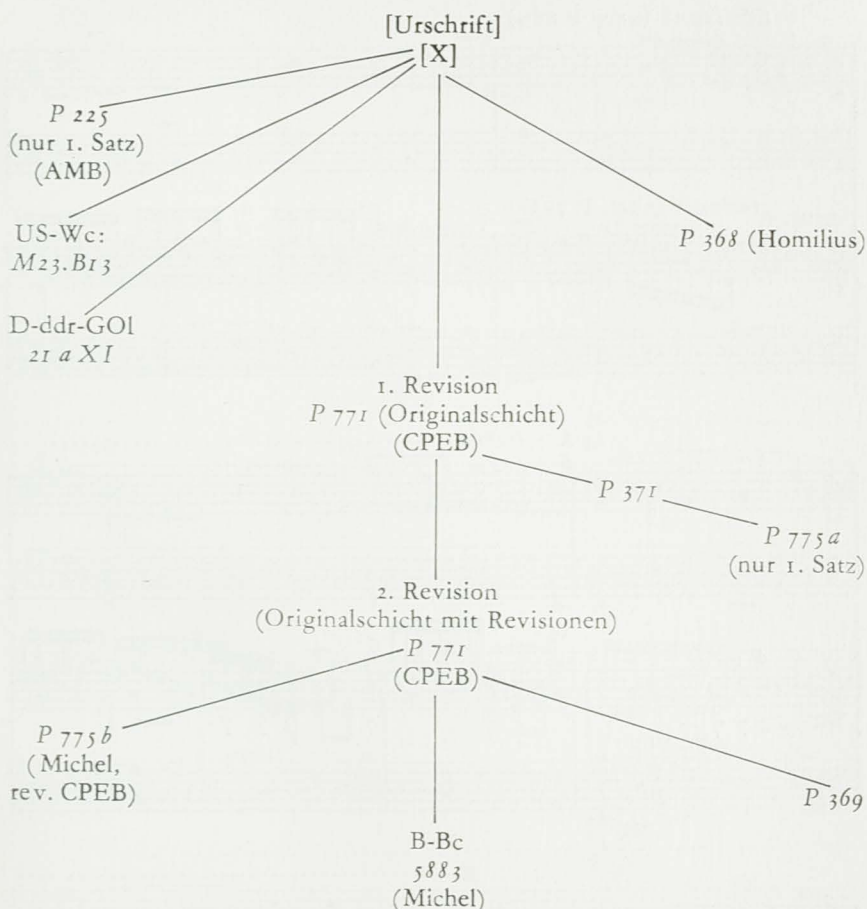 [Urschrift]
[X]
P 225
(nur 1. Satz)
(AMB)
US-Wc:
M23.B13
P 368 (Homilius)
D-ddr-GOl
21 a XI
1. Revision
P 771 (Originalschicht)
(CPEB)
P 371
P 775a
(nur 1. Satz)
2. Revision
(Originalschicht mit Revisionen)
P 771
(CPEB)
P 775b
(Michel,
rev. CPEB)
P 369
B-Bc
5883
(Michel)